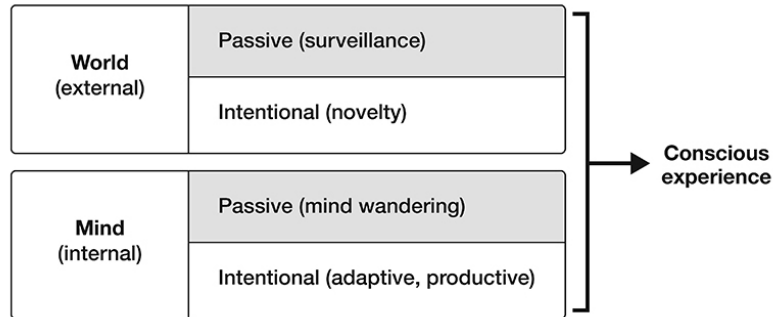 World
(external)
Passive (surveillance)
Intentional (novelty)
Mind
(internal)
Passive (mind wandering)
Intentional (adaptive, productive)
Conscious
experience